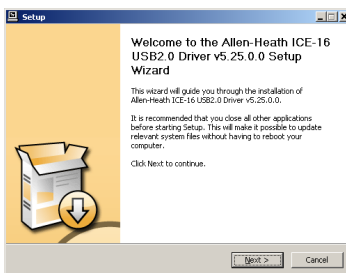 Setup
Welcome to the Allen-Heath ICE-16
USB2.0 Driver v5.25.0.0 Setup
Wizard
This wizard will guide you through the installation of
Allen-Heath ICE-16 USB2.0 Driver v5.25.0.0.
It is recommended that you close all other applications
before starting Setup. This will make it possible to update
relevant system files without having to reboot your
computer.
Click Next to continue.
Next >
Cancel